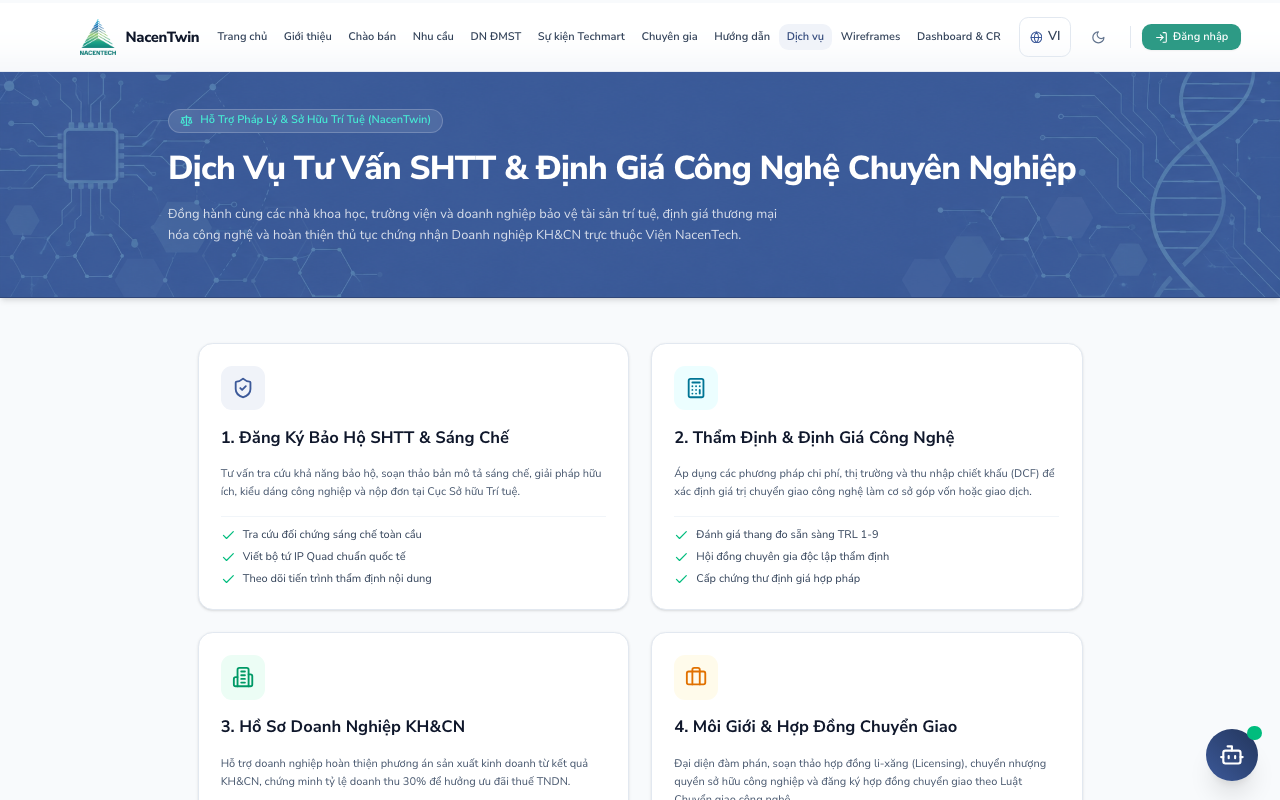 NACENTECH
NacenTwin
Trang chủ
Giới thiệu
Chào bán
Nhu cầu
DN ĐMST
Sự kiện Techmart
Chuyên gia
Hướng dẫn
Dịch vụ
Wireframes
Dashboard & CR
VI
Đăng nhập
Hỗ Trợ Pháp Lý & Sở Hữu Trí Tuệ (NacenTwin)
Dịch Vụ Tư Vấn SHTT & Định Giá Công Nghệ Chuyên Nghiệp
Đồng hành cùng các nhà khoa học, trường viện và doanh nghiệp bảo vệ tài sản trí tuệ, định giá thương mại
hóa công nghệ và hoàn thiện thủ tục chứng nhận Doanh nghiệp KH&CN trực thuộc Viện NacenTech.
1. Đăng Ký Bảo Hộ SHTT & Sáng Chế
Tư vấn tra cứu khả năng bảo hộ, soạn thảo bản mô tả sáng chế, giải pháp hữu
ích, kiểu dáng công nghiệp và nộp đơn tại Cục Sở hữu Trí tuệ.
Tra cứu đối chứng sáng chế toàn cầu
Viết bộ tứ IP Quad chuẩn quốc tế
Theo dõi tiến trình thẩm định nội dung
2. Thẩm Định & Định Giá Công Nghệ
Áp dụng các phương pháp chi phí, thị trường và thu nhập chiết khấu (DCF) để
xác định giá trị chuyển giao công nghệ làm cơ sở góp vốn hoặc giao dịch.
Đánh giá thang đo sẵn sàng TRL 1-9
Hội đồng chuyên gia độc lập thẩm định
Cấp chứng thư định giá hợp pháp
3. Hồ Sơ Doanh Nghiệp KH&CN
Hỗ trợ doanh nghiệp hoàn thiện phương án sản xuất kinh doanh từ kết quả
KH&CN, chứng minh tỷ lệ doanh thu 30% để hưởng ưu đãi thuế TNDN.
4. Môi Giới & Hợp Đồng Chuyển Giao
Đại diện đàm phán, soạn thảo hợp đồng li-xăng (Licensing), chuyển nhượng
quyền sở hữu công nghiệp và đăng ký hợp đồng chuyển giao theo Luật
Chuyển giao công nghệ.